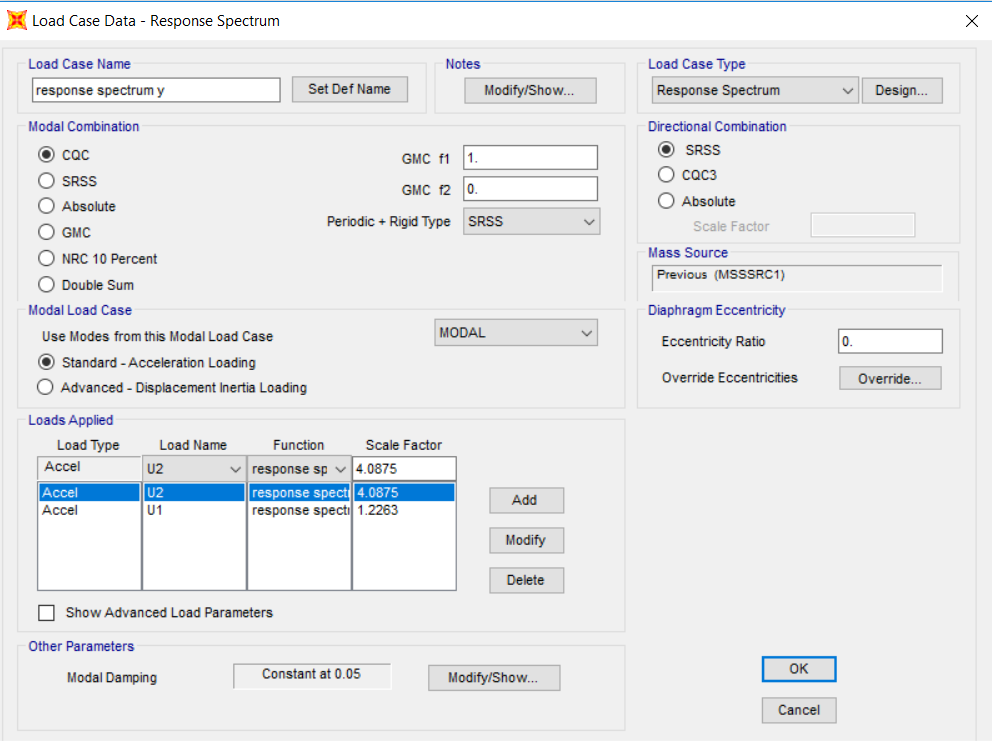 Load Case Data - Response Spectrum
Load Case Name
response spectrum y
Set Def Name
Notes
Modify/Show...
Load Case Type
Response Spectrum
Design...
Modal Combination
CQC
SRSS
Absolute
GMC
NRC 10 Percent
Double Sum
GMC f1
1.
GMC f2
0.
Periodic + Rigid Type
SRSS
Directional Combination
SRSS
CQC3
Absolute
Scale Factor
Mass Source
Previous (MSSSRC1)
Modal Load Case
Use Modes from this Modal Load Case
MODAL
Standard - Acceleration Loading
Advanced - Displacement Inertia Loading
Diaphragm Eccentricity
Eccentricity Ratio
0.
Override Eccentricities
Override...
Loads Applied
Load Type Load Name Function Scale Factor
Accel U2 response sp 4.0875
Accel U2 response spectr 4.0875
Accel U1 response spectr 1.2263
Add
Modify
Delete
Show Advanced Load Parameters
Other Parameters
Modal Damping
Constant at 0.05
Modify/Show...
OK
Cancel